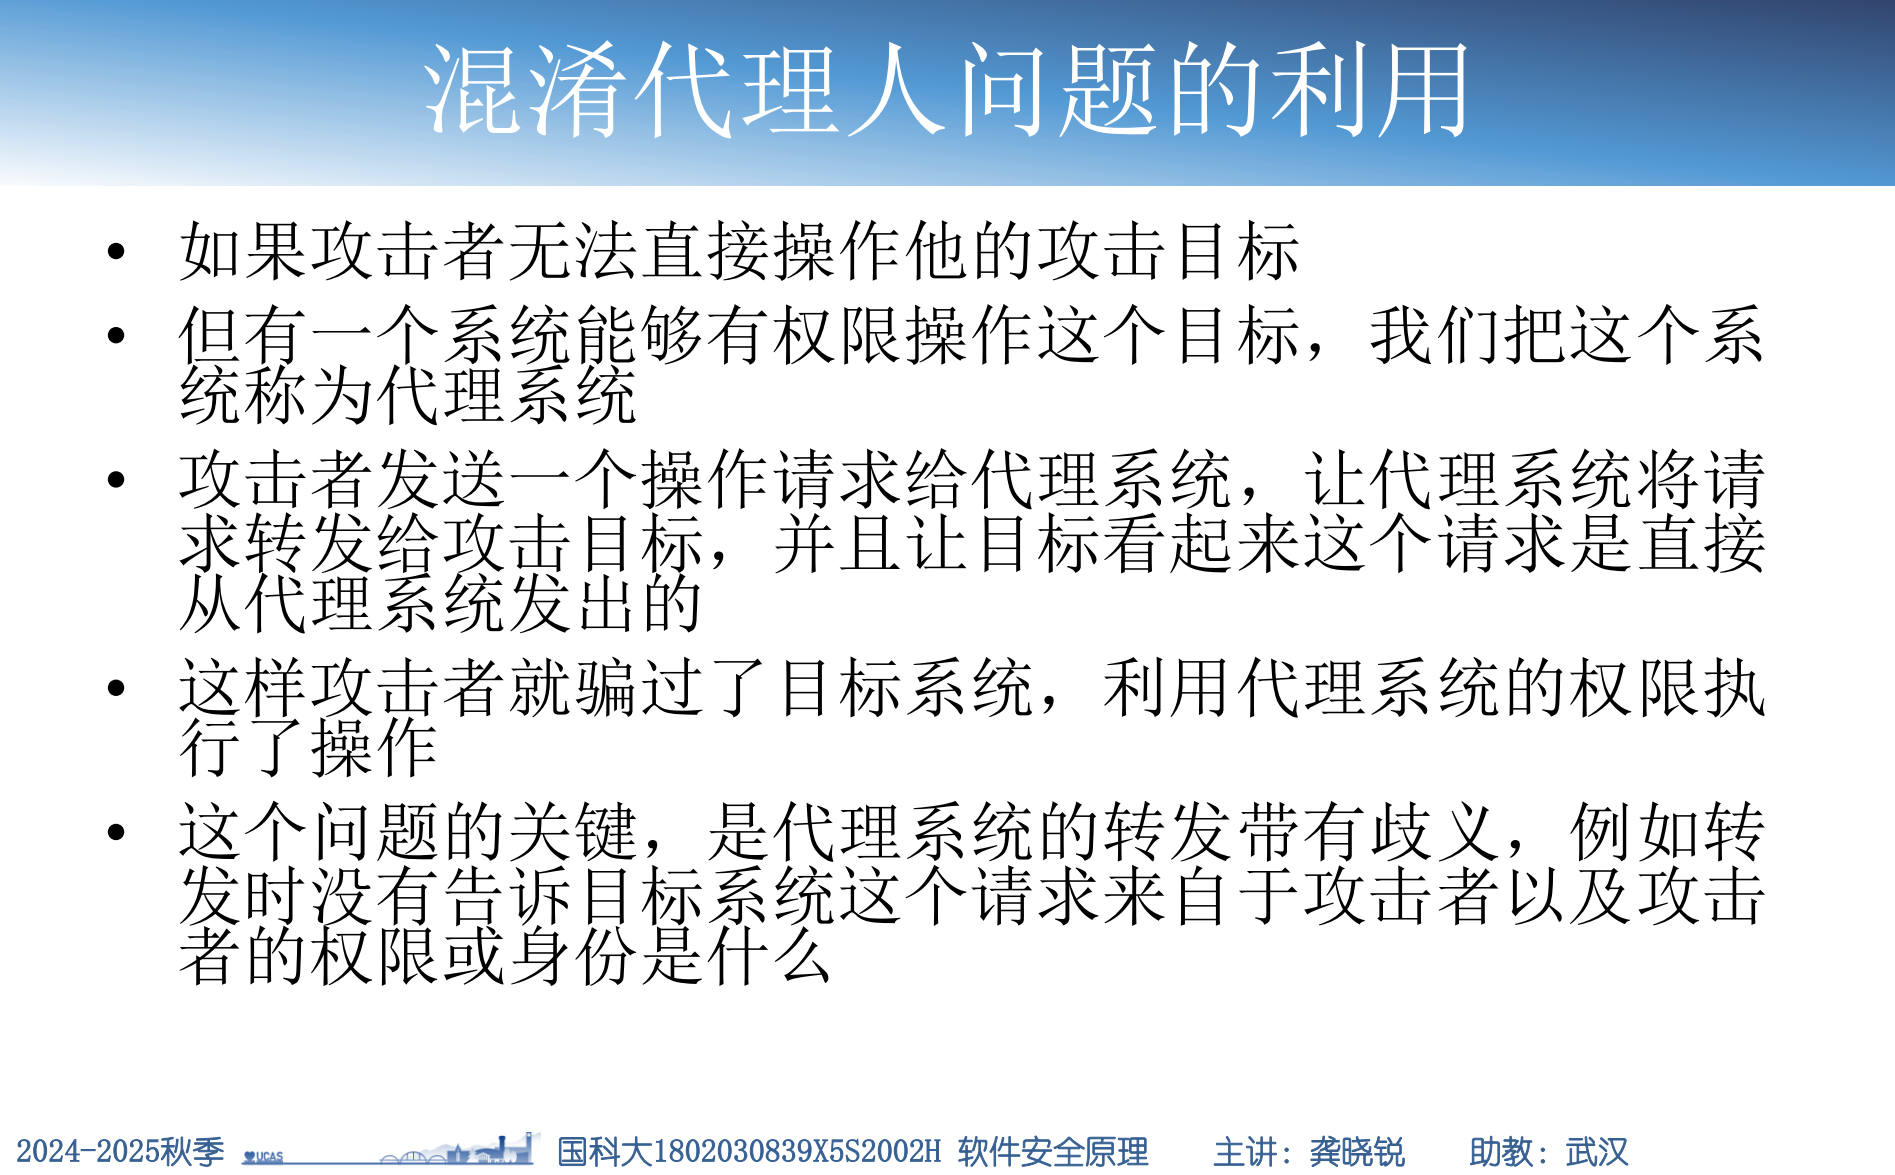 混淆代理人问题的利用
• 如果攻击者无法直接操作他的攻击目标
• 但有一个系统能够有权限操作这个目标，我们把这个系
统称为代理系统
• 攻击者发送一个操作请求给代理系统，让代理系统将请
求转发给攻击目标，并且让目标看起来这个请求是直接
从代理系统发出的
• 这样攻击者就骗过了目标系统，利用代理系统的权限执
行了操作
• 这个问题的关键，是代理系统的转发带有歧义，例如转
发时没有告诉目标系统这个请求来自于攻击者以及攻击
者的权限或身份是什么
2024-2025秋季 UCAS 国科大1802030839X5S2002H 软件安全原理 主讲：龚晓锐 助教：武汉